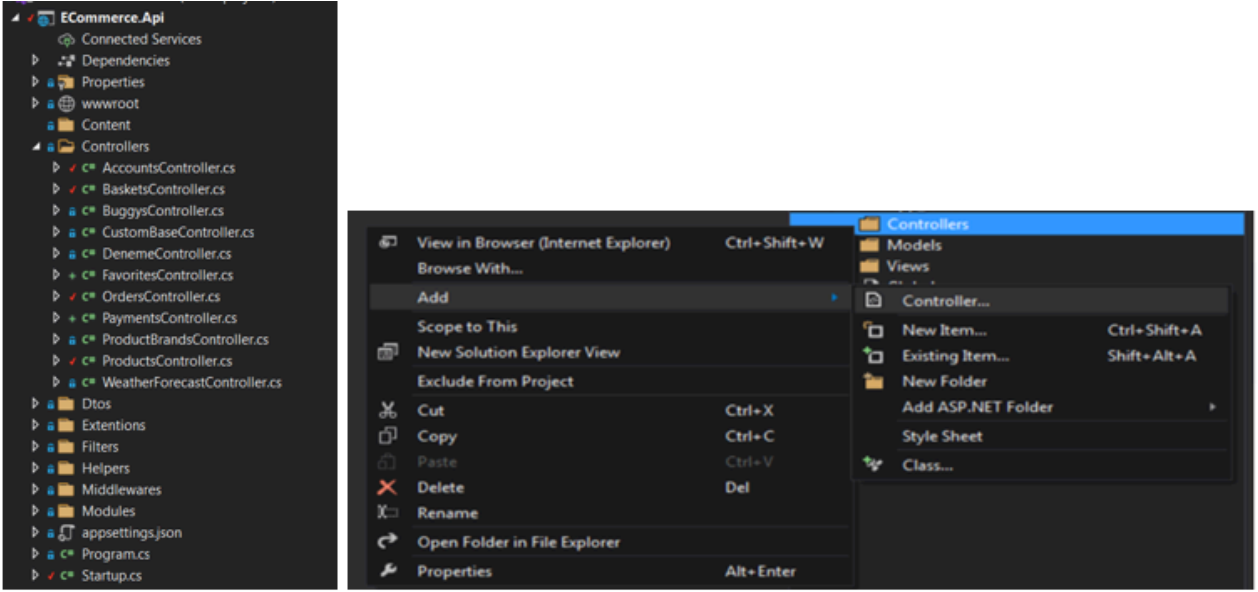 ECommerce.Api
Connected Services
Dependencies
Properties
wwwroot
Content
Controllers
C# AccountsController.cs
C# BasketsController.cs
C# BuggysController.cs
C# CustomBaseController.cs
C# DenemeController.cs
C# FavoritesController.cs
C# OrdersController.cs
C# PaymentsController.cs
C# ProductBrandsController.cs
C# ProductsController.cs
C# WeatherForecastController.cs
Dtos
Extentions
Filters
Helpers
Middlewares
Modules
appsettings.json
C# Program.cs
C# Startup.cs
View in Browser (Internet Explorer) Ctrl+Shift+W
Browse With...
Add
Scope to This
New Solution Explorer View
Exclude From Project
Cut Ctrl+X
Copy Ctrl+C
Paste Ctrl+V
Delete Del
Rename
Open Folder in File Explorer
Properties Alt+Enter
Controllers
Models
Views
Controller...
New Item... Ctrl+Shift+A
Existing Item... Shift+Alt+A
New Folder
Add ASP.NET Folder
Style Sheet
Class...